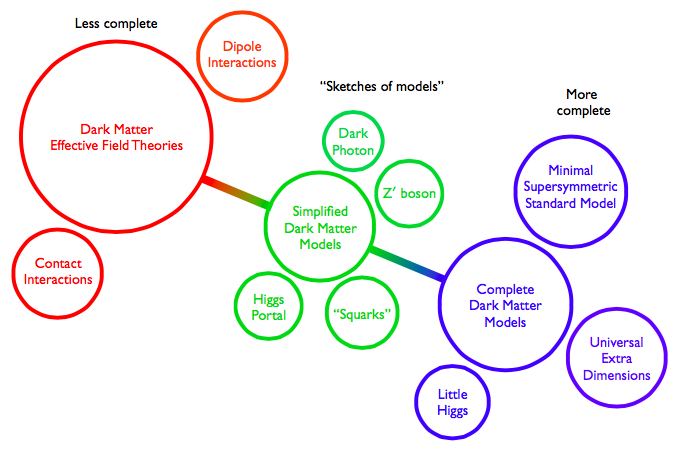 Less complete
Dipole
Interactions
Dark Matter
Effective Field Theories
Contact
Interactions
“Sketches of models”
Dark
Photon
Z′ boson
Simplified
Dark Matter
Models
Higgs
Portal
“Squarks”
More
complete
Minimal
Supersymmetric
Standard Model
Complete
Dark Matter
Models
Universal
Extra
Dimensions
Little
Higgs